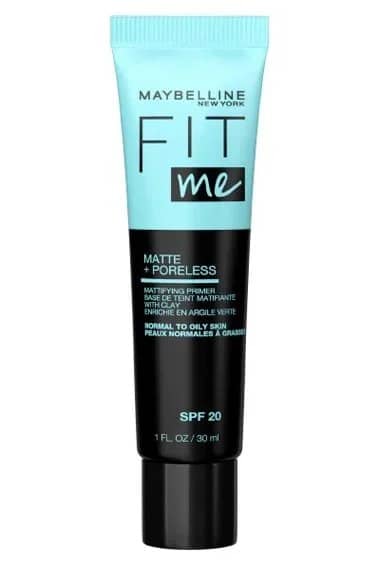 MAYBELLINE
NEW YORK
FIT
me
MATTE
+ PORELESS
MATTIFYING PRIMER
BASE DE TEINT MATIFIANTE
WITH CLAY
ENRICHIE EN ARGILE VERTE
NORMAL TO OILY SKIN
PEAUX NORMALES À GRASSES
SPF 20
1 FL. OZ / 30 ml